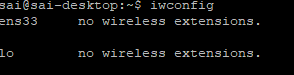 sai@sai-desktop:~$ iwconfig
ens33 no wireless extensions.
lo no wireless extensions.